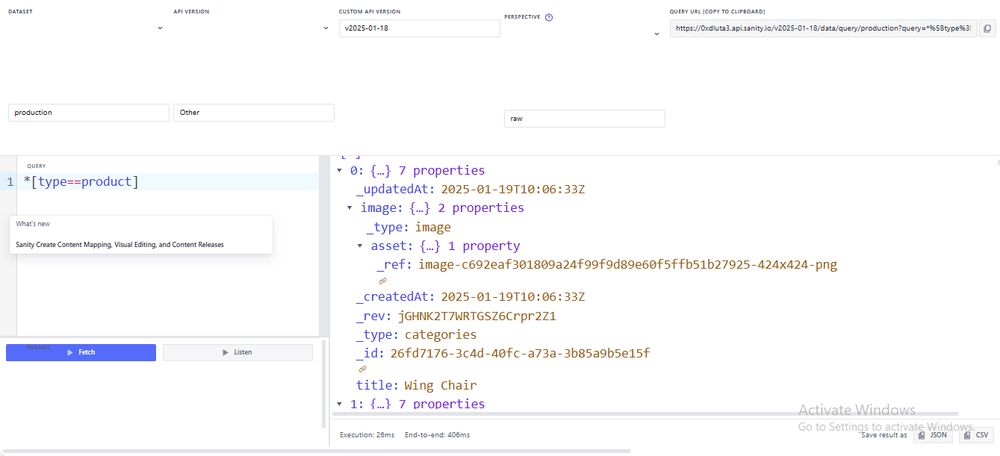 DATASET
API VERSION
CUSTOM API VERSION
PERSPECTIVE
QUERY URL [COPY TO CLIPBOARD]
v2025-01-18
https://0xdluta3.api.sanity.io/v2025-01-18/data/query/production?query=*%5Btype%3
production
Other
raw
QUERY
1 *[type==product]
What's new
Sanity Create Content Mapping, Visual Editing, and Content Releases
PARAMS
Fetch
Listen
0: {…} 7 properties
_updatedAt: 2025-01-19T10:06:33Z
image: {…} 2 properties
_type: image
asset: {…} 1 property
_ref: image-c692eaf301809a24f99f9d89e60f5ffb51b27925-424x424-png
_createdAt: 2025-01-19T10:06:33Z
_rev: jGHNK2T7WRTGSZ6Crpr2Z1
_type: categories
_id: 26fd7176-3c4d-40fc-a73a-3b85a9b5e15f
title: Wing Chair
1: {…} 7 properties
Activate Windows
Go to Settings to activate Windows.
Execution: 26ms End-to-end: 406ms
Save result as
JSON
CSV